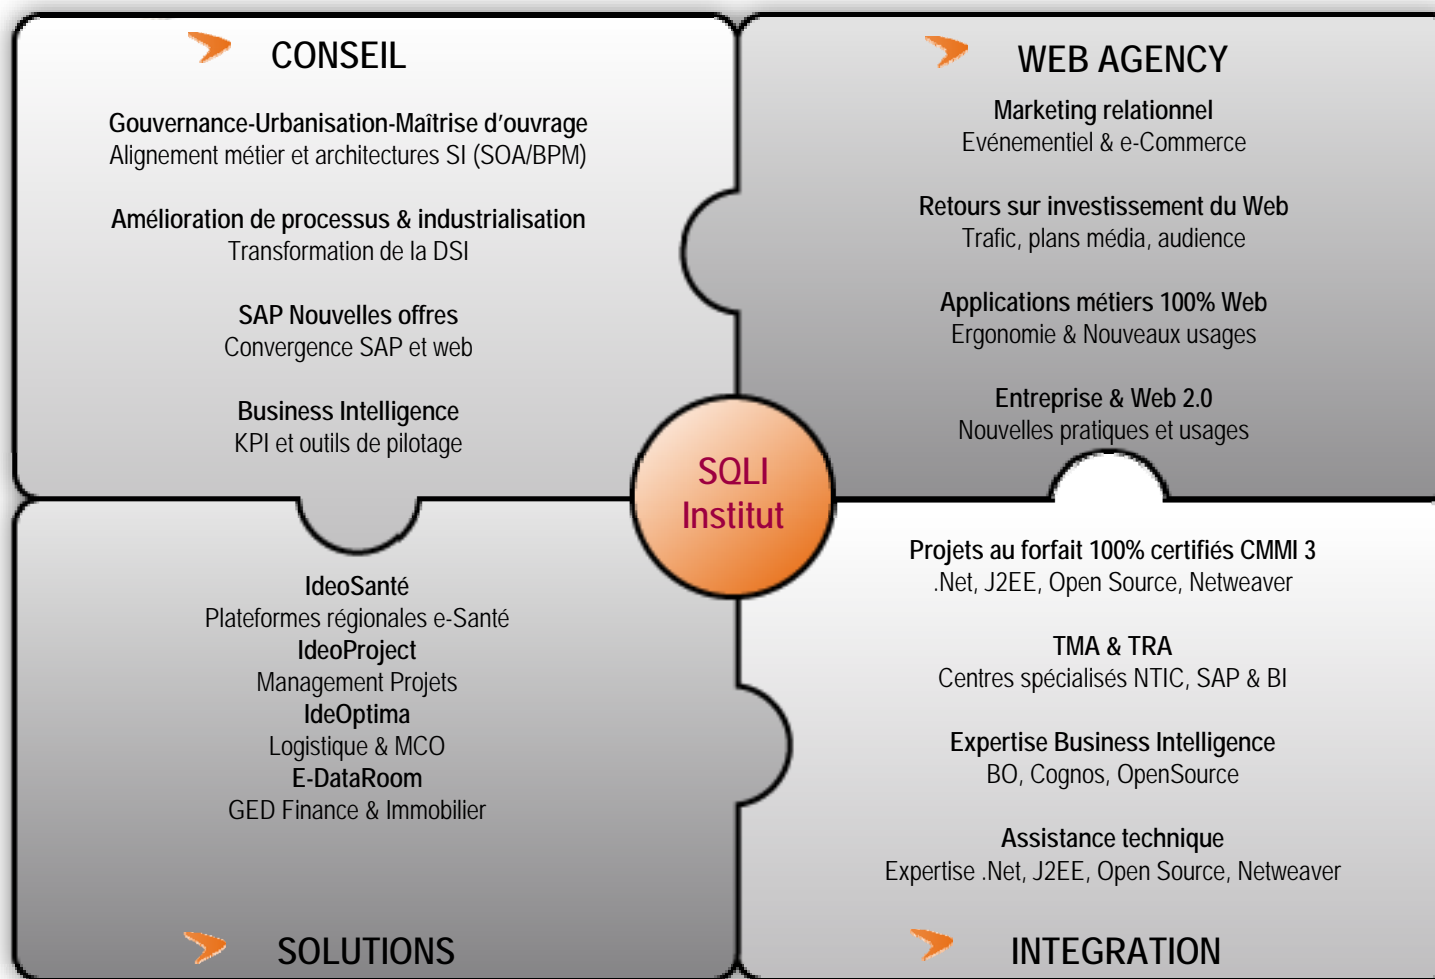 CONSEIL
Gouvernance-Urbanisation-Maîtrise d'ouvrage
Alignement métier et architectures SI (SOA/BPM)
Amélioration de processus & industrialisation
Transformation de la DSI
SAP Nouvelles offres
Convergence SAP et web
Business Intelligence
KPI et outils de pilotage
WEB AGENCY
Marketing relationnel
Evénementiel & e-Commerce
Retours sur investissement du Web
Trafic, plans média, audience
Applications métiers 100% Web
Ergonomie & Nouveaux usages
Entreprise & Web 2.0
Nouvelles pratiques et usages
SQLI
Institut
IdeoSanté
Plateformes régionales e-Santé
IdeoProject
Management Projets
IdeOptima
Logistique & MCO
E-DataRoom
GED Finance & Immobilier
SOLUTIONS
Projets au forfait 100% certifiés CMMI 3
.Net, J2EE, Open Source, Netweaver
TMA & TRA
Centres spécialisés NTIC, SAP & BI
Expertise Business Intelligence
BO, Cognos, OpenSource
Assistance technique
Expertise .Net, J2EE, Open Source, Netweaver
INTEGRATION